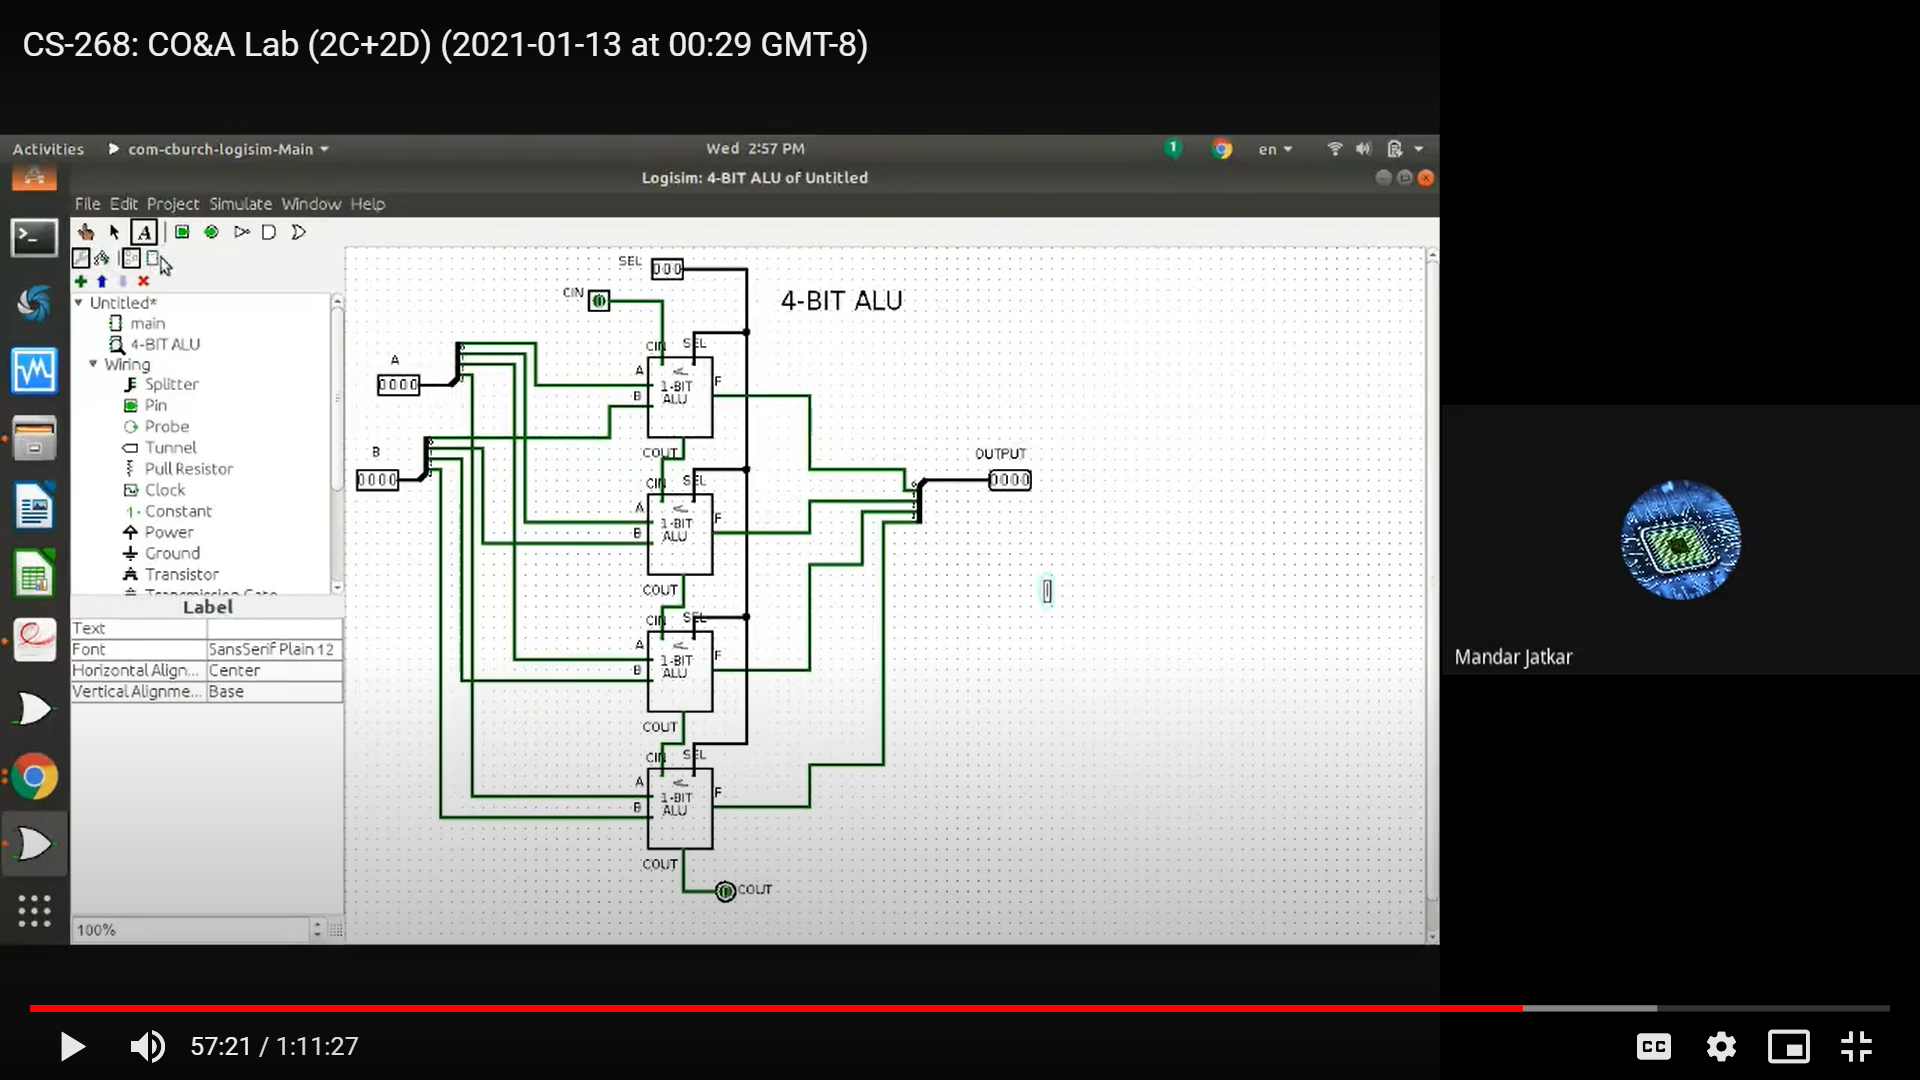 CS-268: CO&A Lab (2C+2D) (2021-01-13 at 00:29 GMT-8)
Activities
com-cburch-logisim-Main
Wed 2:57 PM
1
en
Logisim: 4-BIT ALU of Untitled
File Edit Project Simulate Window Help
A
Untitled*
main
4-BIT ALU
Wiring
Splitter
Pin
Probe
Tunnel
Pull Resistor
Clock
1 Constant
Power
Ground
Transistor
Transmission Gate
Label
Text
Font SansSerif Plain 12
Horizontal Align... Center
Vertical Alignme... Base
100%
SEL
000
CIN
0
4-BIT ALU
A
0000
B
0000
CIN SEL
A
B
1-BIT
ALU
F
COUT
CIN SEL
A
B
1-BIT
ALU
F
COUT
CIN SEL
A
B
1-BIT
ALU
F
COUT
CIN SEL
A
B
1-BIT
ALU
F
COUT
COUT
OUTPUT
0000
Mandar Jatkar
57:21 / 1:11:27
CC